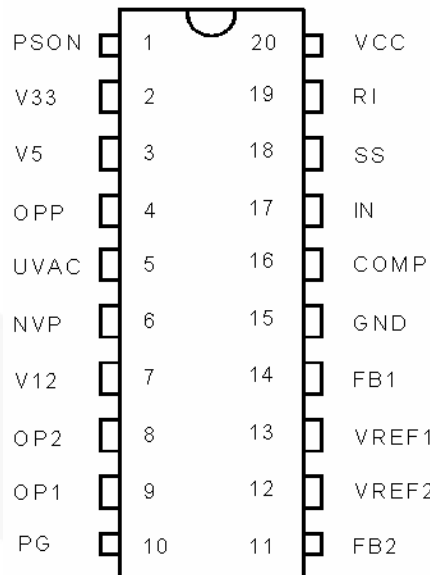 PSON 1 20 VCC
V33 2 19 RI
V5 3 18 SS
OPP 4 17 IN
UVAC 5 16 COMP
NVP 6 15 GND
V12 7 14 FB1
OP2 8 13 VREF1
OP1 9 12 VREF2
PG 10 11 FB2